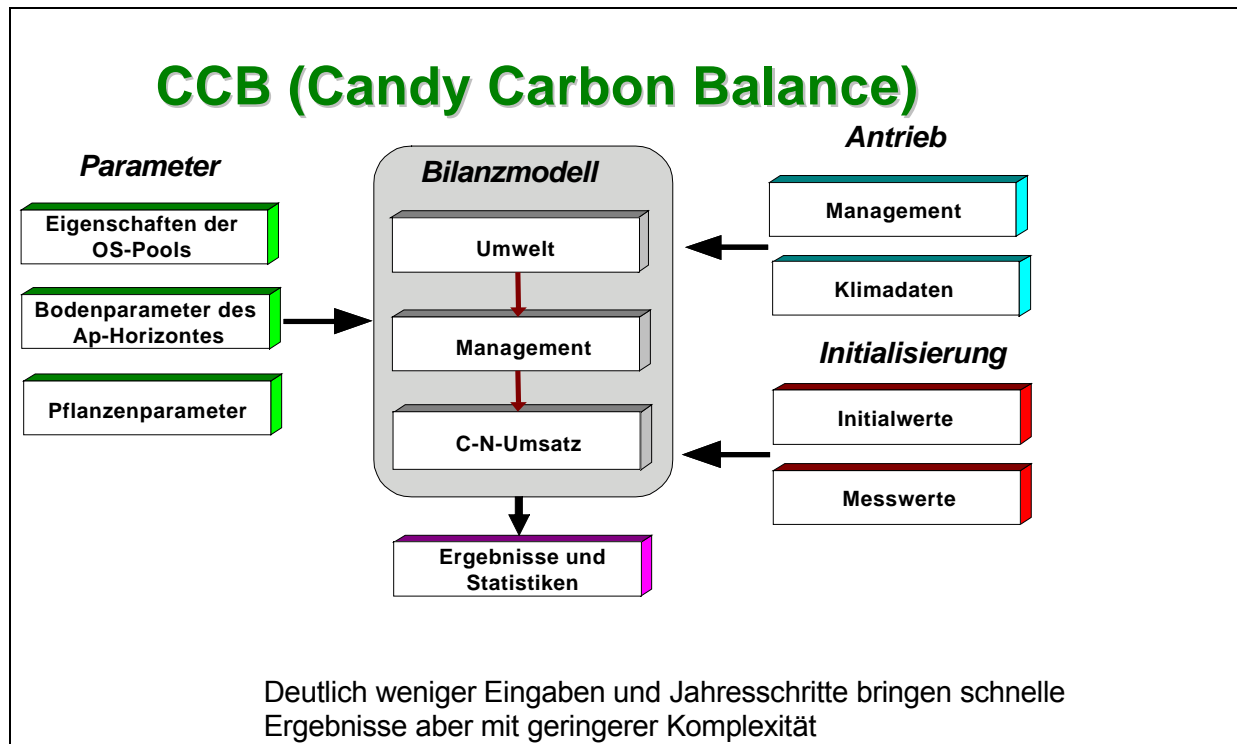 CCB (Candy Carbon Balance)
Parameter
Eigenschaften der
OS-Pools
Bodenparameter des
Ap-Horizontes
Pflanzenparameter
Bilanzmodell
Umwelt
Management
C-N-Umsatz
Ergebnisse und
Statistiken
Antrieb
Management
Klimadaten
Initialisierung
Initialwerte
Messwerte
Deutlich weniger Eingaben und Jahresschritte bringen schnelle
Ergebnisse aber mit geringerer Komplexität